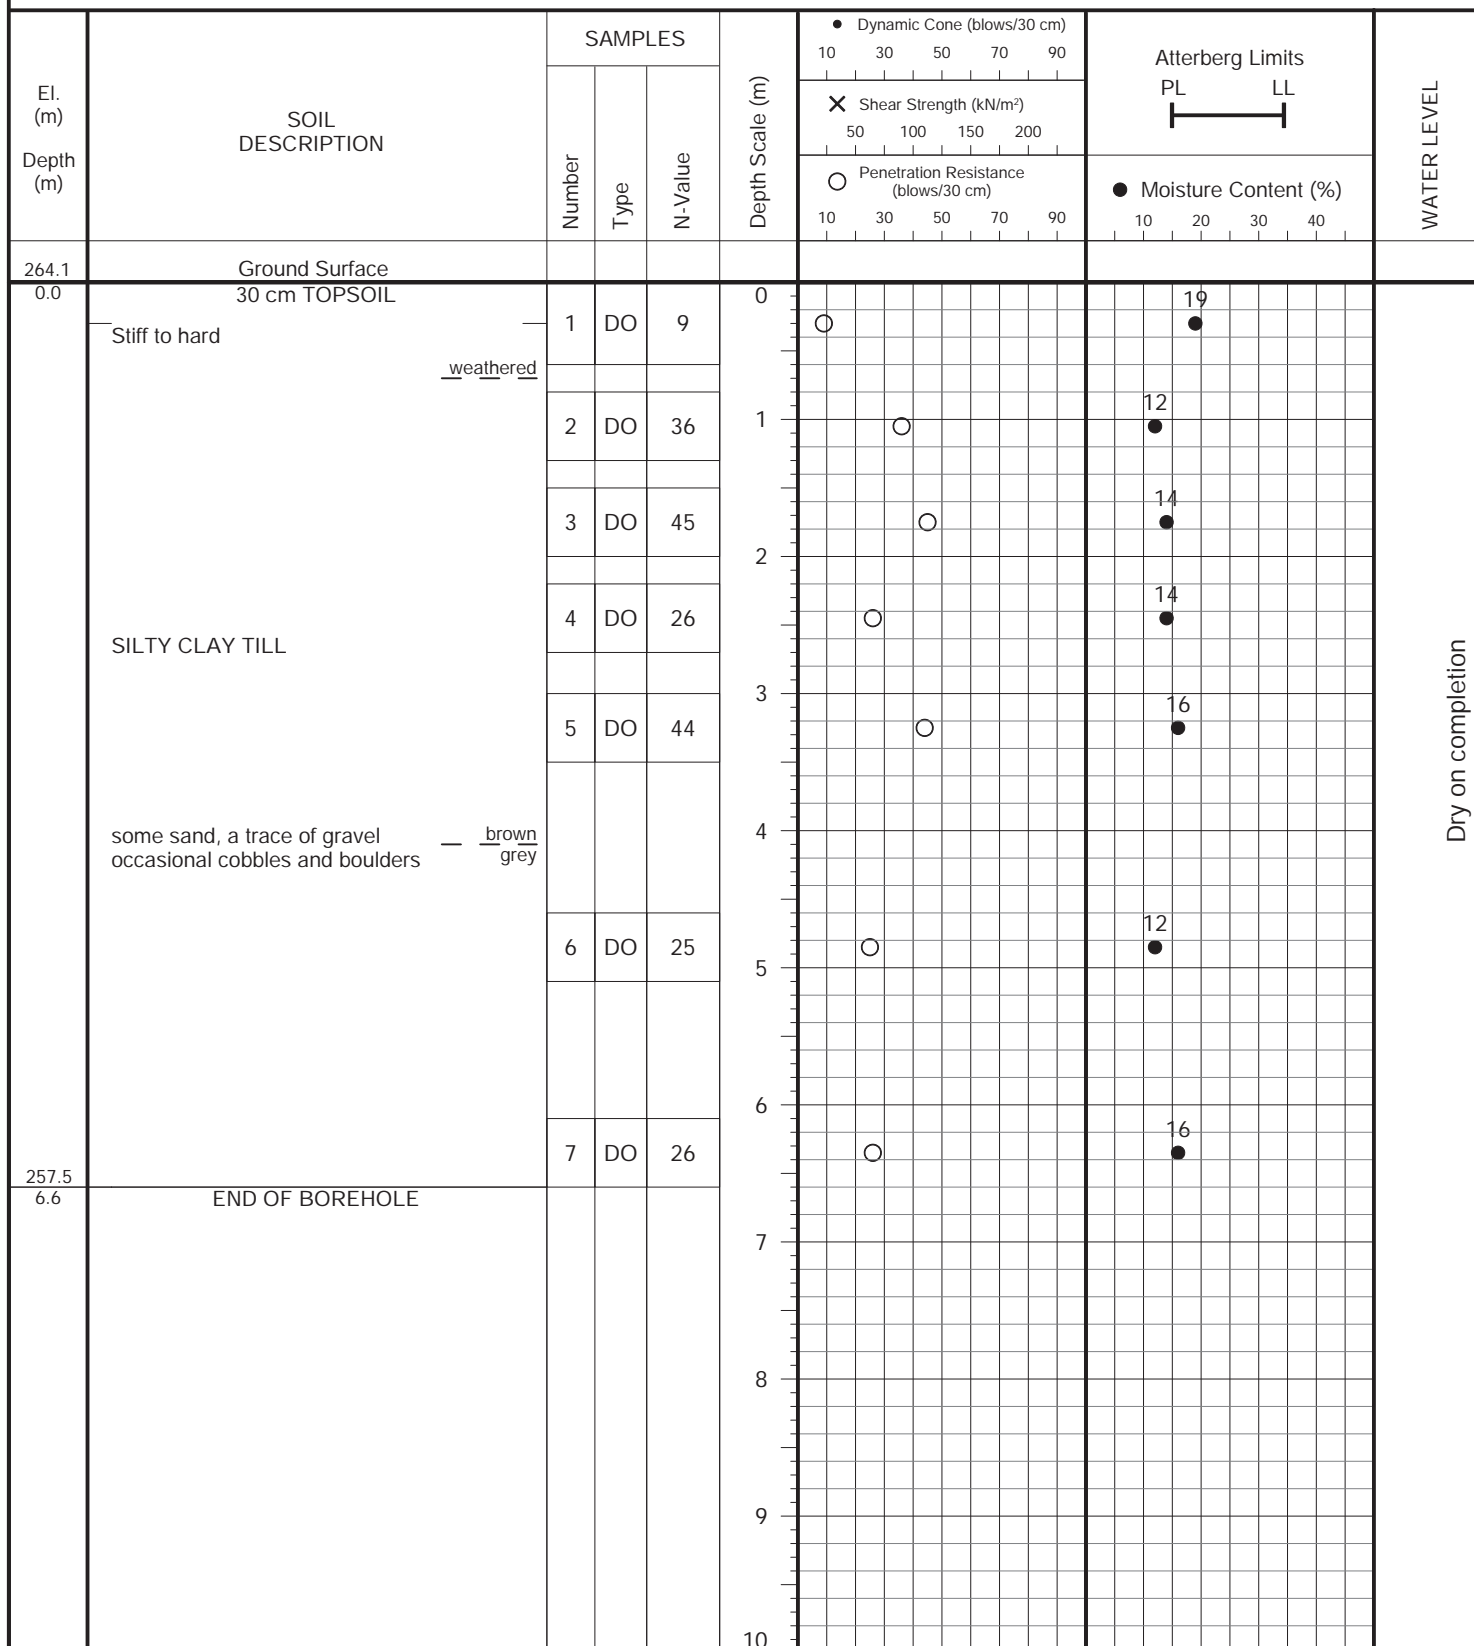 El.
(m)
Depth
(m)
SOIL
DESCRIPTION
SAMPLES
Number
Type
N-Value
Depth Scale (m)
Dynamic Cone (blows/30 cm)
10 30 50 70 90
Shear Strength (kN/m²)
50 100 150 200
Penetration Resistance
(blows/30 cm)
10 30 50 70 90
Atterberg Limits
PL LL
Moisture Content (%)
10 20 30 40
WATER LEVEL
264.1 Ground Surface
0.0 30 cm TOPSOIL 0
19
Stiff to hard 1 DO 9
weathered
12
2 DO 36 1
14
3 DO 45
2
14
4 DO 26
SILTY CLAY TILL
3
16
5 DO 44
Dry on completion
some sand, a trace of gravel brown 4
occasional cobbles and boulders grey
12
6 DO 25
5
6
16
7 DO 26
257.5
6.6 END OF BOREHOLE
7
8
9
10